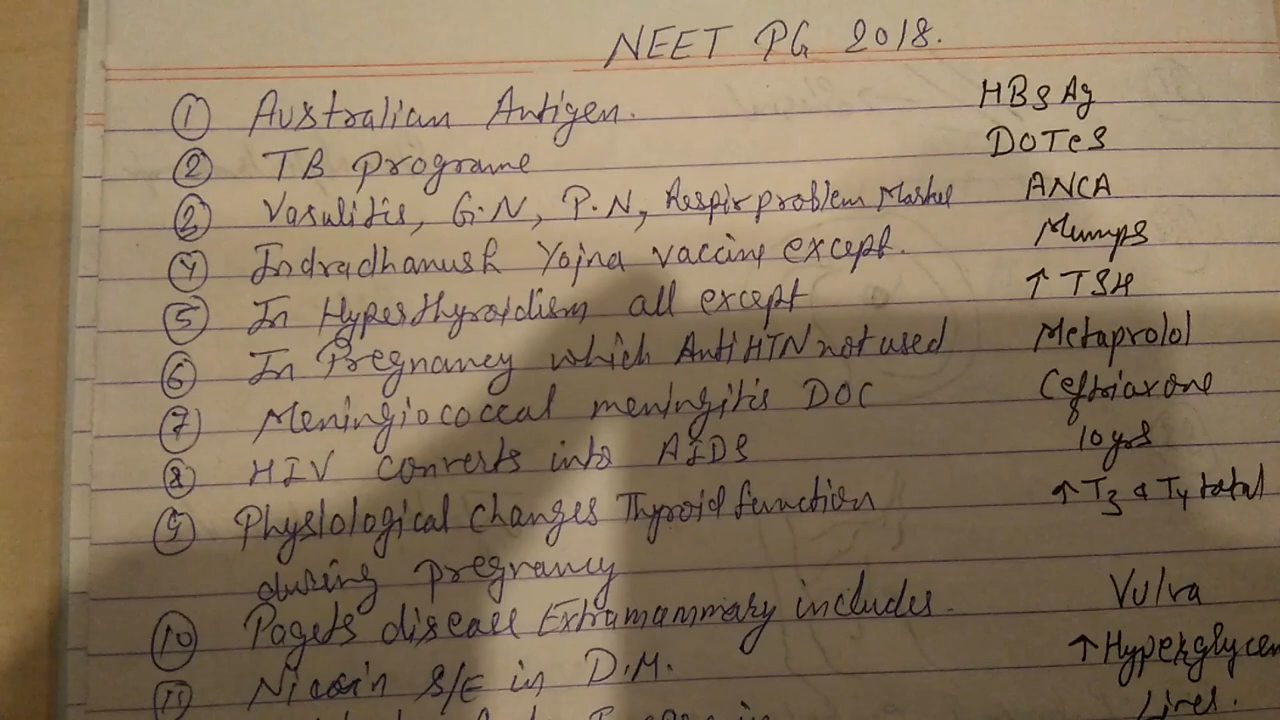 NEET PG 2018.
① Australian Antigen. HBSAg
② TB programe DOTCS
③ Vasulitis, G.N, P.N, Respir problem Marker ANCA
④ Indradhanush Yojna vaccine except. Mumps
⑤ In Hyperthyroidism all except ↑ TSH
⑥ In Pregnancy which Anti HTN not used Metaprolol
⑦ Meningiococcal meningitis DOC Ceftriaxone
⑧ HIV converts into AIDS 10yrs
⑨ Physiological changes Thyroid function ↑ T3 & T4 total
during pregnancy
⑩ Pagets disease Extramammary includes. Vulva
⑪ Niacin S/E in D.M. ↑ Hyperglycem
Liver.